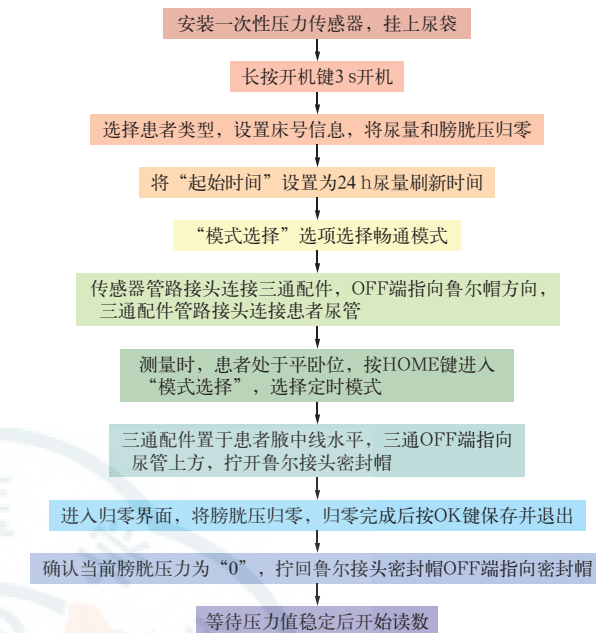 安装一次性压力传感器，挂上尿袋
长按开机键3 s开机
选择患者类型，设置床号信息，将尿量和膀胱压归零
将“起始时间”设置为24 h尿量刷新时间
“模式选择”选项选择畅通模式
传感器管路接头连接三通配件，OFF端指向鲁尔帽方向，
三通配件管路接头连接患者尿管
测量时，患者处于平卧位，按HOME键进入
“模式选择”，选择定时模式
三通配件置于患者腋中线水平，三通OFF端指向
尿管上方，拧开鲁尔接头密封帽
进入归零界面，将膀胱压归零，归零完成后按OK键保存并退出
确认当前膀胱压力为“0”，拧回鲁尔接头密封帽OFF端指向密封帽
等待压力值稳定后开始读数